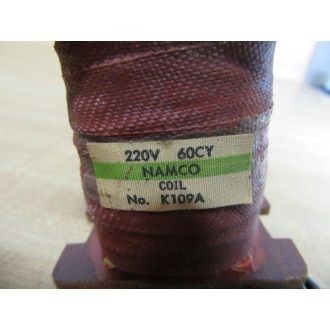 220V 60CY
NAMCO
COIL
No. K109A